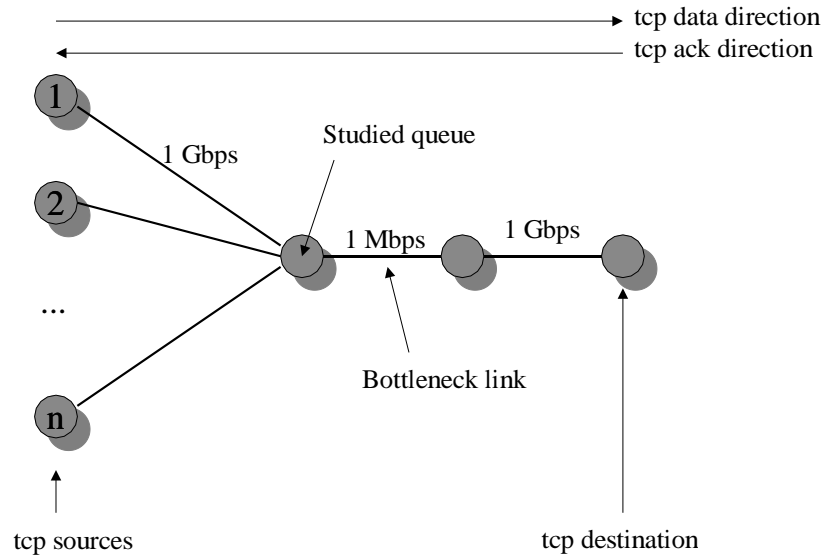 tcp data direction
tcp ack direction
1
1 Gbps
Studied queue
2
1 Mbps
1 Gbps
...
Bottleneck link
n
tcp sources
tcp destination